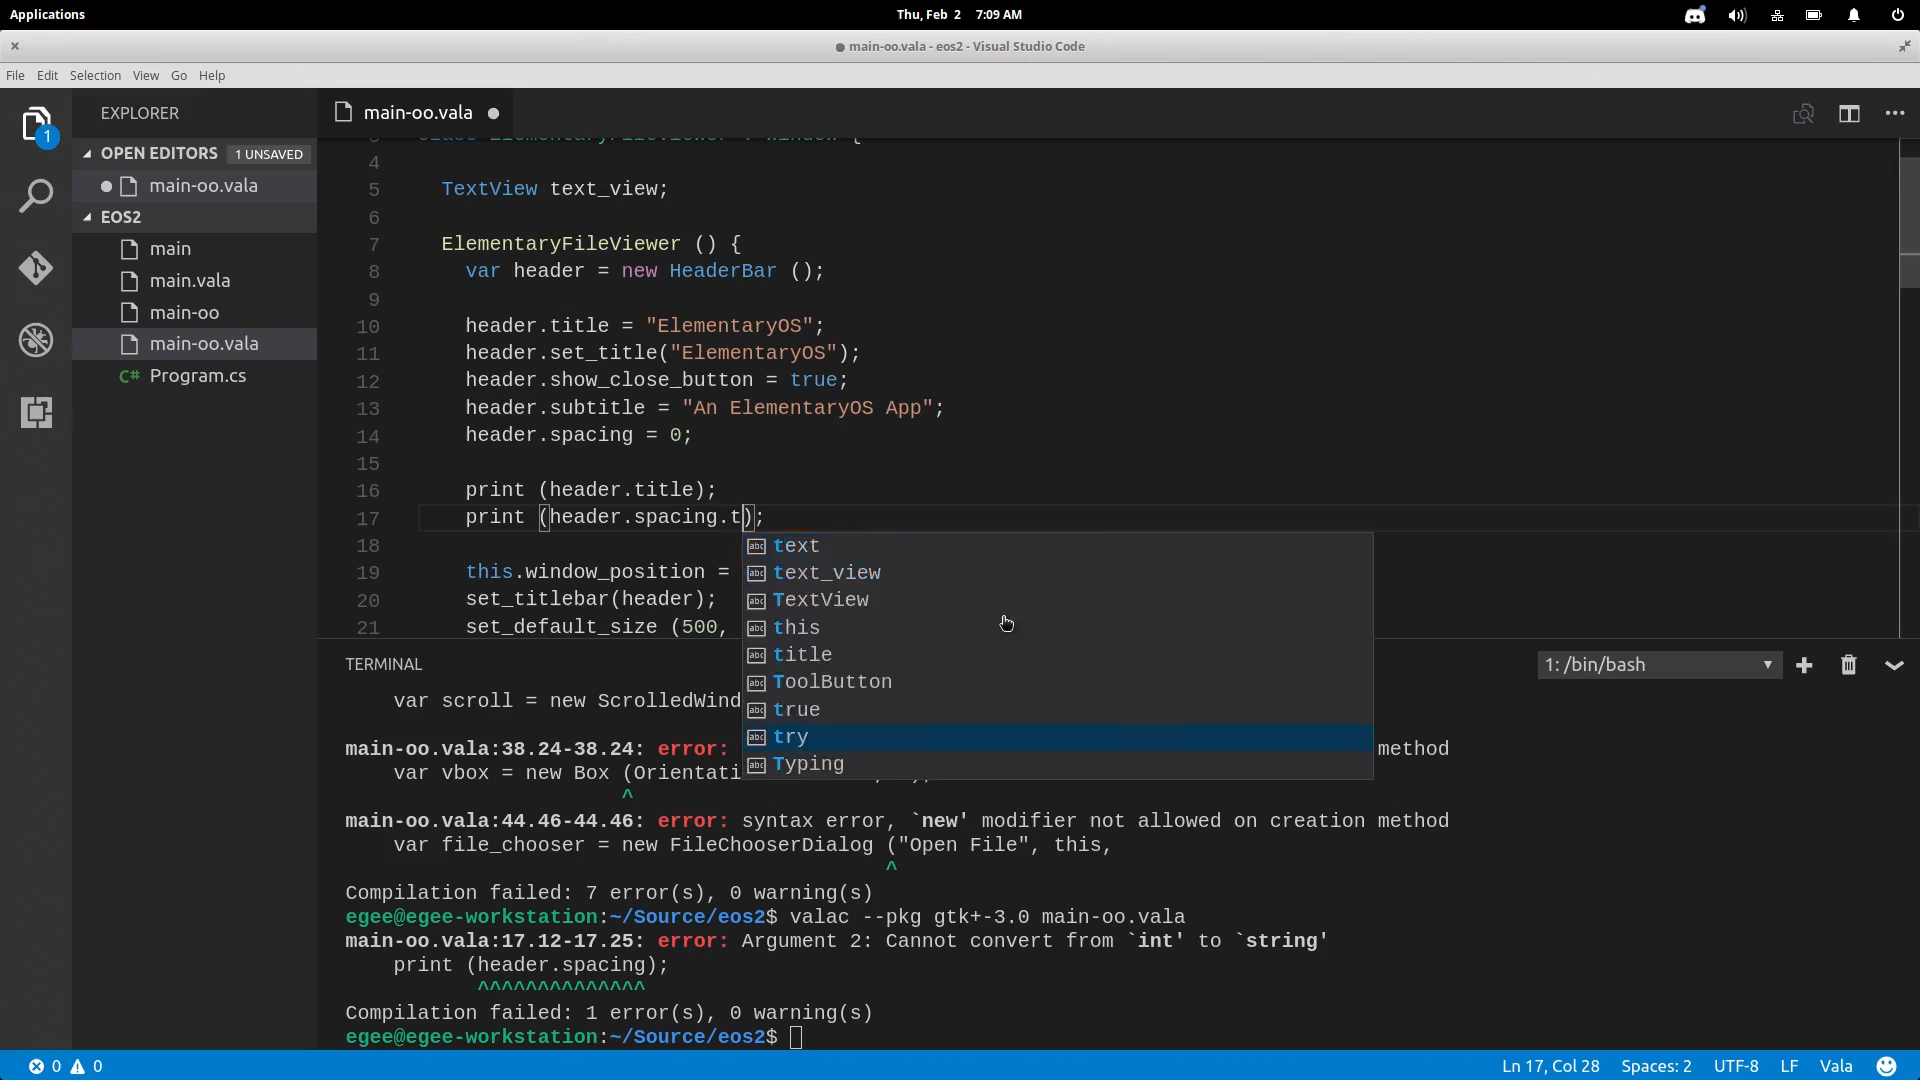 Applications
Thu, Feb 2 7:09 AM
● main-oo.vala - eos2 - Visual Studio Code
File Edit Selection View Go Help
EXPLORER
1
OPEN EDITORS 1 UNSAVED
main-oo.vala
EOS2
main
main.vala
main-oo
main-oo.vala
C# Program.cs
main-oo.vala
4
5 TextView text_view;
6
7 ElementaryFileViewer () {
8 var header = new HeaderBar ();
9
10 header.title = "ElementaryOS";
11 header.set_title("ElementaryOS");
12 header.show_close_button = true;
13 header.subtitle = "An ElementaryOS App";
14 header.spacing = 0;
15
16 print (header.title);
17 print (header.spacing.t);
18
19 this.window_position =
20 set_titlebar(header);
21 set_default_size (500,
abc text
abc text_view
abc TextView
abc this
abc title
abc ToolButton
abc true
abc try
abc Typing
TERMINAL
1: /bin/bash
var scroll = new ScrolledWind
main-oo.vala:38.24-38.24: error: method
var vbox = new Box (Orientati
^
main-oo.vala:44.46-44.46: error: syntax error, `new' modifier not allowed on creation method
var file_chooser = new FileChooserDialog ("Open File", this,
^
Compilation failed: 7 error(s), 0 warning(s)
egee@egee-workstation:~/Source/eos2$ valac --pkg gtk+-3.0 main-oo.vala
main-oo.vala:17.12-17.25: error: Argument 2: Cannot convert from `int' to `string'
print (header.spacing);
^^^^^^^^^^^^^^
Compilation failed: 1 error(s), 0 warning(s)
egee@egee-workstation:~/Source/eos2$
0 0
Ln 17, Col 28 Spaces: 2 UTF-8 LF Vala